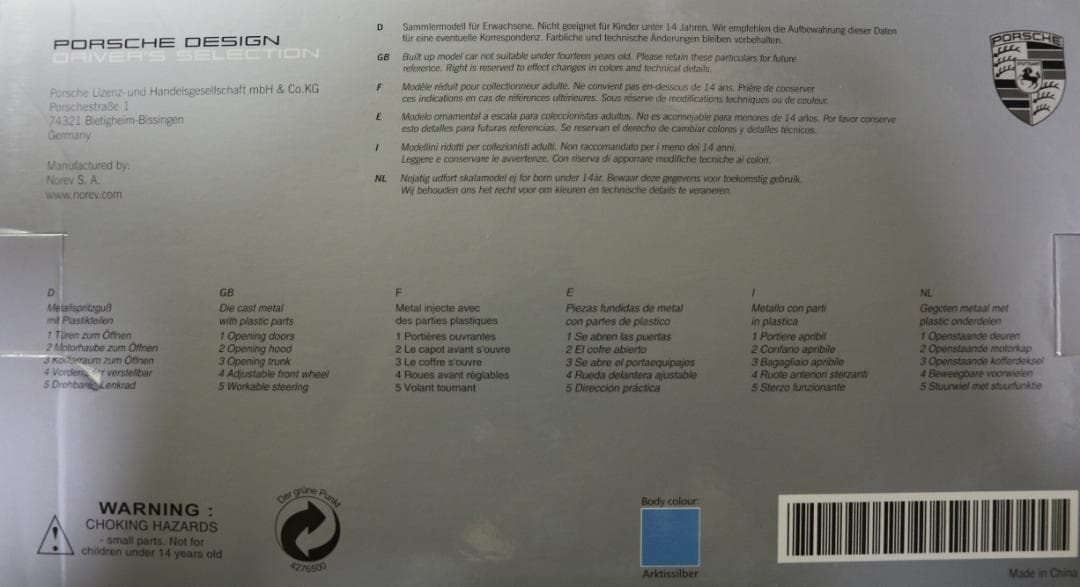 PORSCHE DESIGN
DRIVER'S SELECTION
Porsche Lizenz-und Handelsgesellschaft mbH & Co.KG
Porschestraße 1
74321 Bietigheim-Bissingen
Germany
Manufactured by:
Norev S. A.
www.norev.com
D Sammlermodell für Erwachsene. Nicht geeignet für Kinder unter 14 Jahren. Wir empfehlen die Aufbewahrung dieser Daten
für eine eventuelle Korrespondenz. Farbliche und technische Änderungen bleiben vorbehalten.
GB Built up model car not suitable under fourteen years old. Please retain these particulars for future
reference. Right is reserved to effect changes in colors and technical details.
F Modèle réduit pour collectionneur adulte. Ne convient pas en-dessous de 14 ans. Prière de conserver
ces indications en cas de références ultérieures. Sous réserve de modifications techniques ou de couleur.
E Modelo ornamental a escala para coleccionistas adultos. No es aconsejable para menores de 14 años. Por favor conserve
esto detalles para futuras referencias. Se reservan el derecho de cambiar colores y detalles técnicos.
I Modellini ridotti per collezionisti adulti. Non raccomandato per i meno dei 14 anni.
Leggere e conservare le avvertenze. Con riserva di apporare modifiche tecniche ai colori.
NL Nojatig udfort skalamodel ej for born under 14är. Bewaar deze gegevens voor toekomstig gebruik.
Wij behouden ons het recht voor om kleuren en technische details te veraneren.
PORSCHE
D
Metallspritzguß
mit Plastikteilen
1 Türen zum Öffnen
2 Motorhaube zum Öffnen
3 Kofferraum zum Öffnen
4 Vorderräder verstellbar
5 Drehbares Lenkrad
GB
Die cast metal
with plastic parts
1 Opening doors
2 Opening hood
3 Opening trunk
4 Adjustable front wheel
5 Workable steering
F
Metal injecte avec
des parties plastiques
1 Portières ouvrantes
2 Le capot avant s'ouvre
3 Le coffre s'ouvre
4 Roues avant règlables
5 Volant tournant
E
Piezas fundidas de metal
con partes de plastico
1 Se abren las puertas
2 El cofre abierto
3 Se abre el portaequipajes
4 Rueda delantera ajustable
5 Dirección práctica
I
Metallo con parti
in plastica
1 Portiere apribil
2 Confano apribile
3 Bagagliaio apribile
4 Ruote anteriori sterzanti
5 Sterzo funzionante
NL
Gegoten metaal met
plastic onderdelen
1 Openstaande deuren
2 Openstaande motorkap
3 Openstaande kofferdeksel
4 Beweegbare voorwielen
5 Stuurwiel met stuurfunktie
WARNING :
CHOKING HAZARDS
- small parts. Not for
children under 14 years old
Der grüne Punkt
4276500
Body colour:
Arktissilber
Made in China